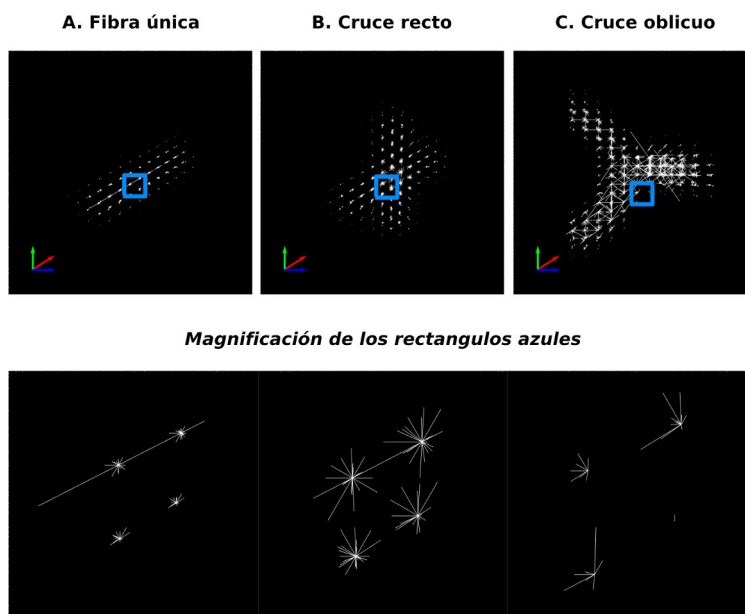 A. Fibra única
B. Cruce recto
C. Cruce oblicuo
Magnificación de los rectangulos azules